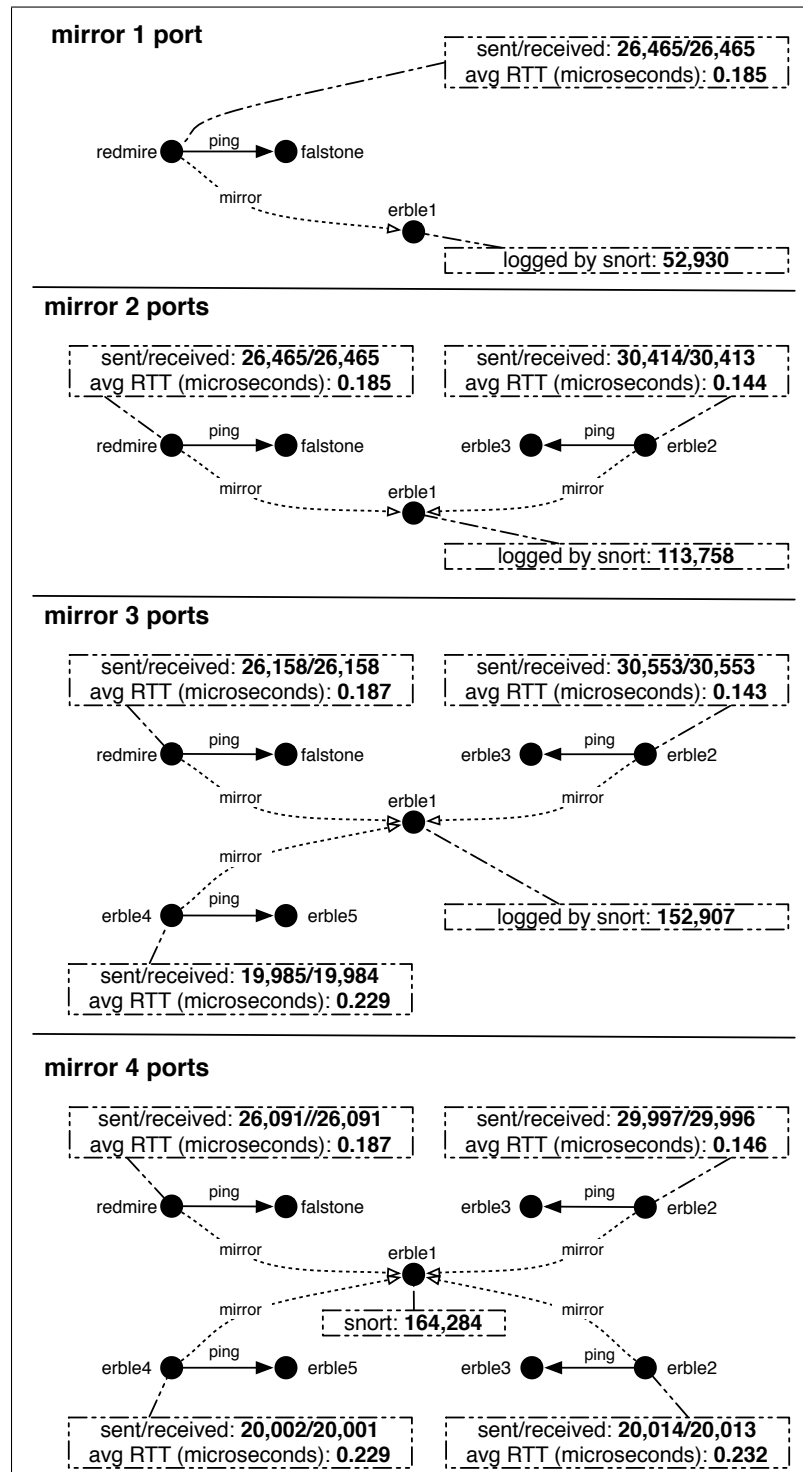 mirror 1 port
sent/received: 26,465/26,465
avg RTT (microseconds): 0.185
redmire
ping
falstone
mirror
erble1
logged by snort: 52,930
mirror 2 ports
sent/received: 26,465/26,465
avg RTT (microseconds): 0.185
sent/received: 30,414/30,413
avg RTT (microseconds): 0.144
redmire
ping
falstone
erble3
ping
erble2
mirror
erble1
mirror
logged by snort: 113,758
mirror 3 ports
sent/received: 26,158/26,158
avg RTT (microseconds): 0.187
sent/received: 30,553/30,553
avg RTT (microseconds): 0.143
redmire
ping
falstone
erble3
ping
erble2
mirror
erble1
mirror
mirror
erble4
ping
erble5
logged by snort: 152,907
sent/received: 19,985/19,984
avg RTT (microseconds): 0.229
mirror 4 ports
sent/received: 26,091//26,091
avg RTT (microseconds): 0.187
sent/received: 29,997/29,996
avg RTT (microseconds): 0.146
redmire
ping
falstone
erble3
ping
erble2
mirror
erble1
mirror
mirror
mirror
snort: 164,284
erble4
ping
erble5
erble3
ping
erble2
sent/received: 20,002/20,001
avg RTT (microseconds): 0.229
sent/received: 20,014/20,013
avg RTT (microseconds): 0.232